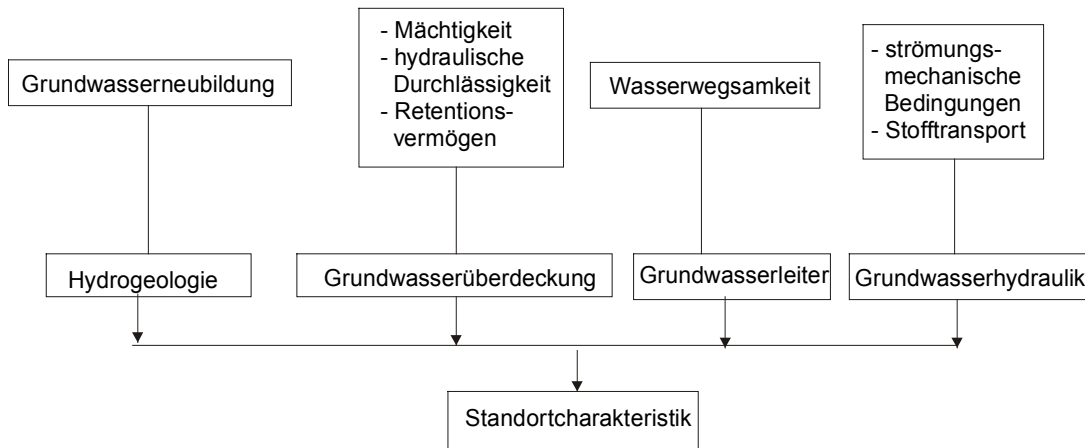 Grundwasserneubildung
- Mächtigkeit
- hydraulische
Durchlässigkeit
- Retentions-
vermögen
Wasserwegsamkeit
- strömungs-
mechanische
Bedingungen
- Stofftransport
Hydrogeologie
Grundwasserüberdeckung
Grundwasserleiter
Grundwasserhydraulik
Standortcharakteristik